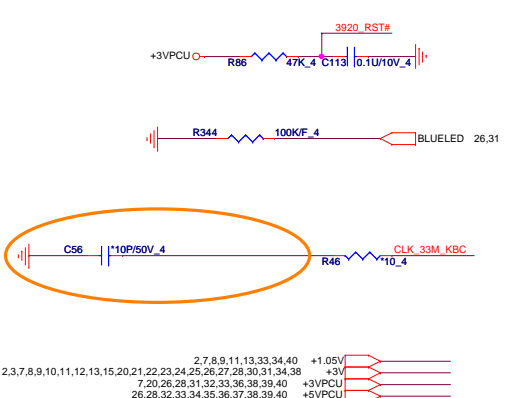 3920_RST#
+3VPCU R86 47K_4 C113 0.1U/10V_4
R344 100K/F_4 BLUELED 26,31
C56 *10P/50V_4 CLK_33M_KBC
R46 *10_4
2,7,8,9,11,13,33,34,40 +1.05V
2,3,7,8,9,10,11,12,13,15,20,21,22,23,24,25,26,27,28,30,31,34,38 +3V
7,20,26,28,31,32,33,36,38,39,40 +3VPCU
26,28,32,33,34,35,36,37,38,39,40 +5VPCU